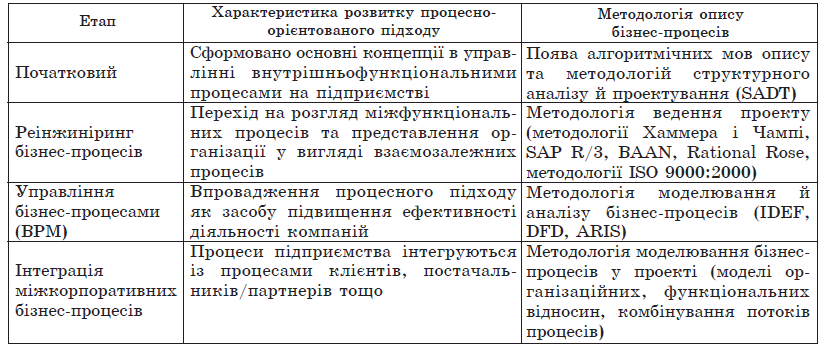 Етап
Характеристика розвитку процесно-
орієнтованого підходу
Методологія опису
бізнес-процесів
Початковий
Сформовано основні концепції в управ-
лінні внутрішньофункціональними
процесами на підприємстві
Поява алгоритмічних мов опису
та методологій структурного
аналізу й проектування (SADT)
Реінжиніринг
бізнес-процесів
Перехід на розгляд міжфункціональ-
них процесів та представлення ор-
ганізації у вигляді взаємозалежних
процесів
Методологія ведення проекту
(методології Хаммера і Чампі,
SAP R/3, BAAN, Rational Rose,
методології ISO 9000:2000)
Управління
бізнес-процесами
(BPM)
Впровадження процесного підходу
як засобу підвищення ефективності
діяльності компаній
Методологія моделювання й
аналізу бізнес-процесів (IDEF,
DFD, ARIS)
Інтеграція
міжкорпоративних
бізнес-процесів
Процеси підприємства інтегруються
із процесами клієнтів, постачаль-
ників/партнерів тощо
Методологія моделювання бізнес-
процесів у проекті (моделі ор-
ганізаційних, функціональних
відносин, комбінування потоків
процесів)